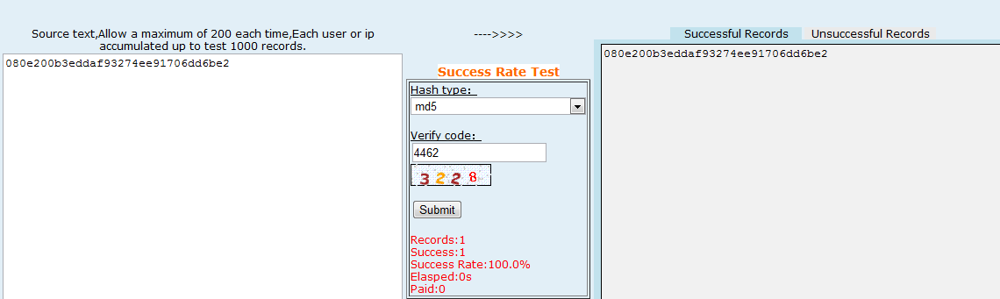 Source text,Allow a maximum of 200 each time,Each user or ip
accumulated up to test 1000 records.
080e200b3eddaf93274ee91706dd6be2
---->>>>
Success Rate Test
Hash type：
md5
Verify code：
4462
3228
Submit
Records:1
Success:1
Success Rate:100.0%
Elasped:0s
Paid:0
Successful Records
Unsuccessful Records
080e200b3eddaf93274ee91706dd6be2